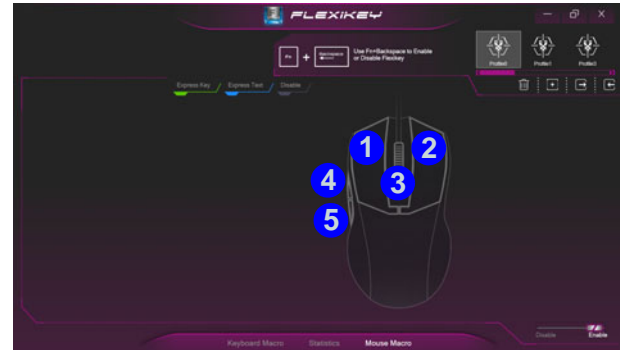 FLEXIKEY
Fn + Backspace Use Fn+Backspace to Enable
or Disable Flexikey
Profile0 Profile1 Profile2
Express Key / Express Text / Disable
1 2
3
4
5
Disable Enable
Keyboard Macro Statistics Mouse Macro